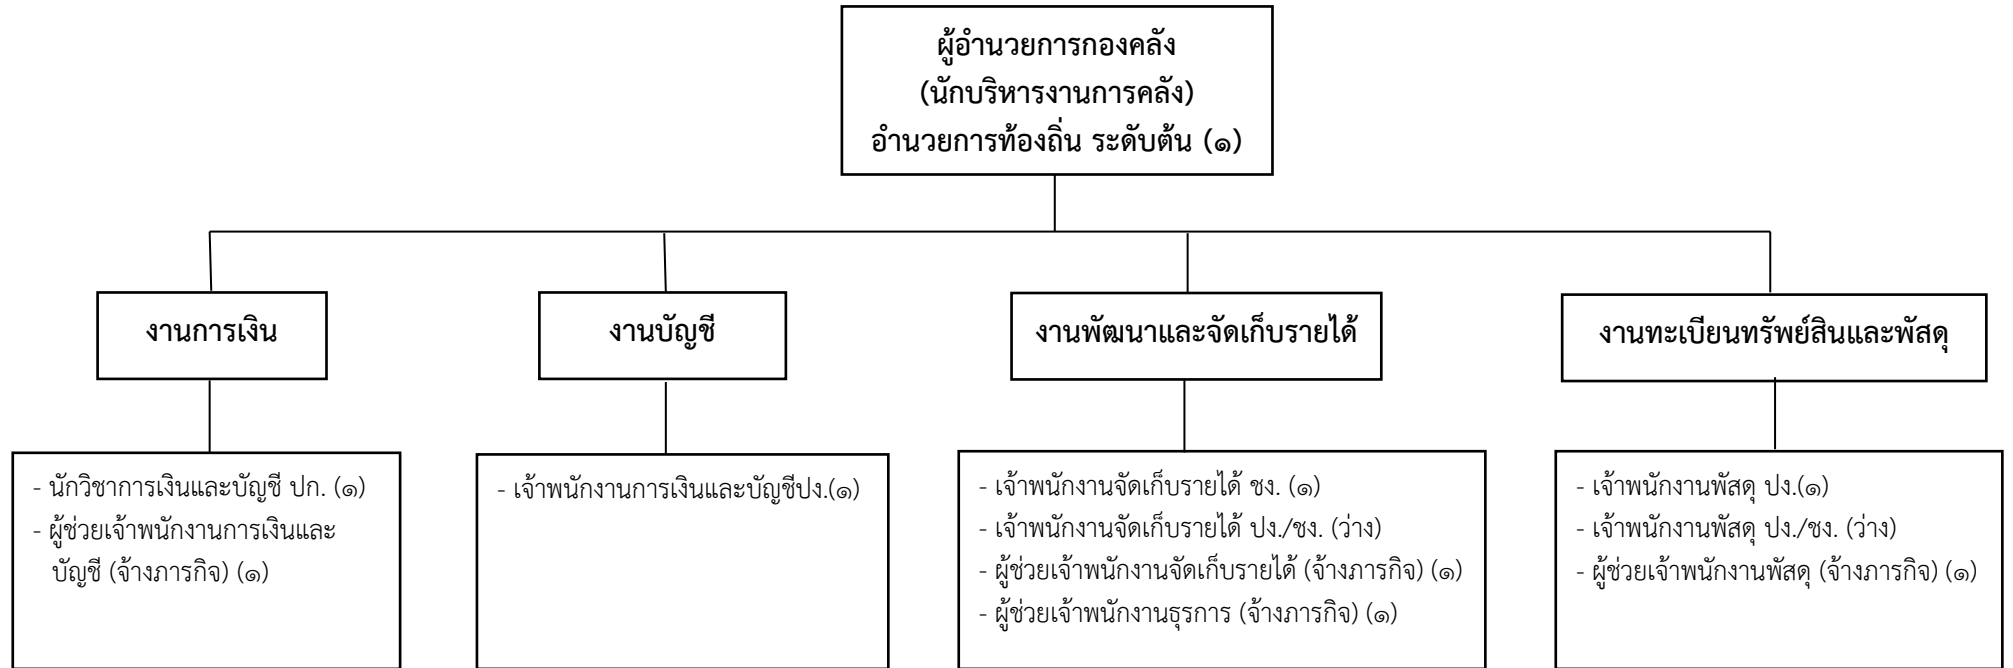 ผู้อำนวยการกองคลัง
(นักบริหารงานการคลัง)
อำนวยการท้องถิ่น ระดับต้น (๑)
งานการเงิน
งานบัญชี
งานพัฒนาและจัดเก็บรายได้
งานทะเบียนทรัพย์สินและพัสดุ
- นักวิชาการเงินและบัญชี ปก. (๑)
- ผู้ช่วยเจ้าพนักงานการเงินและ
บัญชี (จ้างภารกิจ) (๑)
- เจ้าพนักงานการเงินและบัญชีปง.(๑)
- เจ้าพนักงานจัดเก็บรายได้ ชง. (๑)
- เจ้าพนักงานจัดเก็บรายได้ ปง./ชง. (ว่าง)
- ผู้ช่วยเจ้าพนักงานจัดเก็บรายได้ (จ้างภารกิจ) (๑)
- ผู้ช่วยเจ้าพนักงานธุรการ (จ้างภารกิจ) (๑)
- เจ้าพนักงานพัสดุ ปง.(๑)
- เจ้าพนักงานพัสดุ ปง./ชง. (ว่าง)
- ผู้ช่วยเจ้าพนักงานพัสดุ (จ้างภารกิจ) (๑)